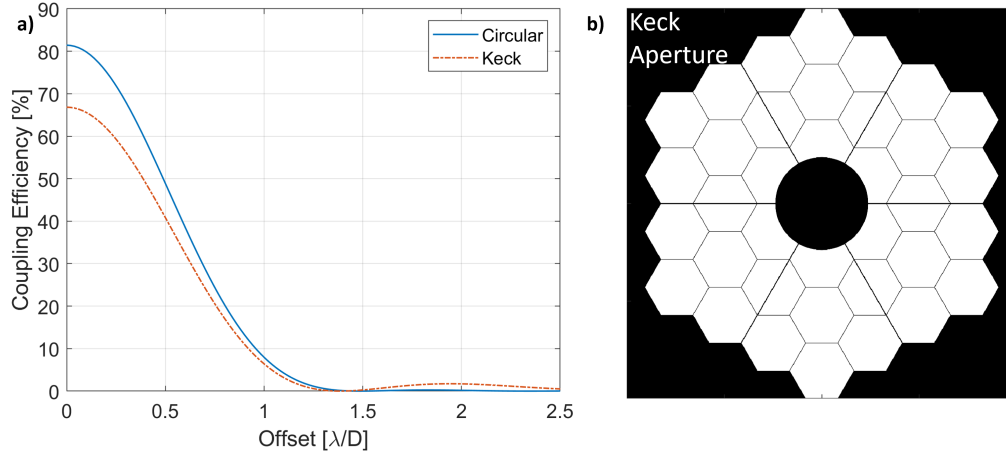 a)
90
80
70
60
50
40
30
20
10
0
Coupling Efficiency [%]
0 0.5 1 1.5 2 2.5
Offset [λ/D]
Circular
Keck
b)
Keck
Aperture